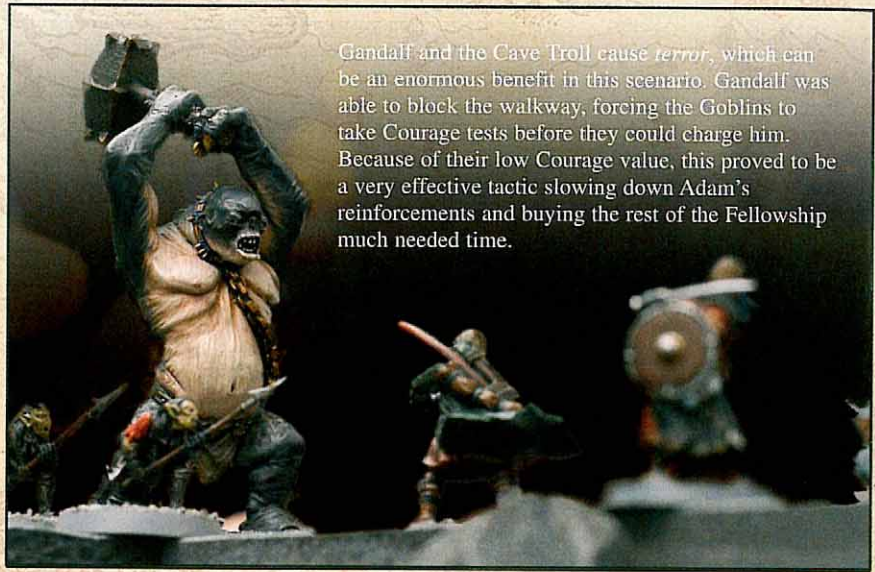 Gandalf and the Cave Troll cause terror, which can
be an enormous benefit in this scenario. Gandalf was
able to block the walkway, forcing the Goblins to
take Courage tests before they could charge him.
Because of their low Courage value, this proved to be
a very effective tactic slowing down Adam's
reinforcements and buying the rest of the Fellowship
much needed time.